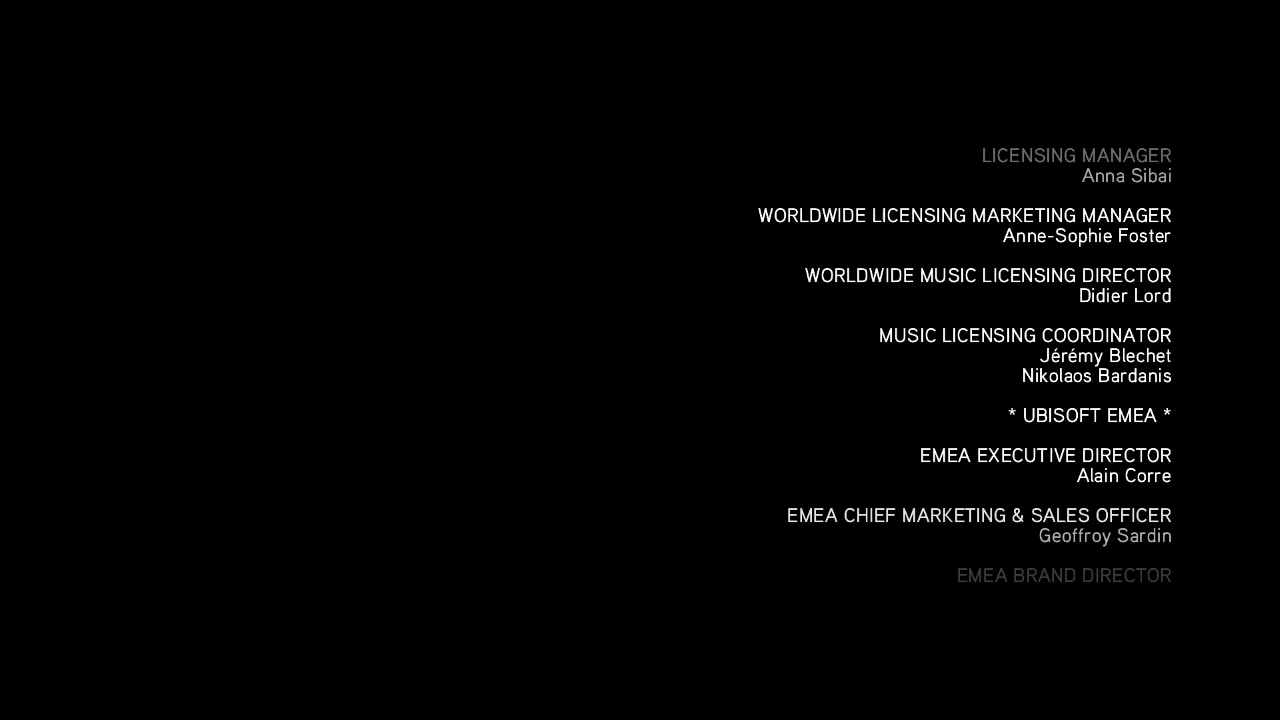 LICENSING MANAGER
Anna Sibai
WORLDWIDE LICENSING MARKETING MANAGER
Anne-Sophie Foster
WORLDWIDE MUSIC LICENSING DIRECTOR
Didier Lord
MUSIC LICENSING COORDINATOR
Jérémy Blechet
Nikolaos Bardanis
* UBISOFT EMEA *
EMEA EXECUTIVE DIRECTOR
Alain Corre
EMEA CHIEF MARKETING & SALES OFFICER
Geoffroy Sardin
EMEA BRAND DIRECTOR